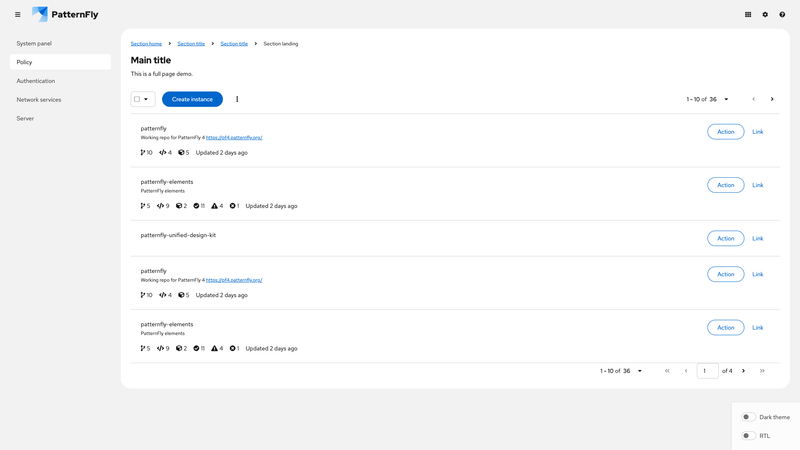 PatternFly
System panel
Policy
Authentication
Network services
Server
Section home Section title Section title Section landing
Main title
This is a full page demo.
Create instance
1 - 10 of 36
patternfly
Working repo for PatternFly 4 https://pf4.patternfly.org/
10 4 5 Updated 2 days ago
Action Link
patternfly-elements
PatternFly elements
5 9 2 11 4 1 Updated 2 days ago
Action Link
patternfly-unified-design-kit
Action Link
patternfly
Working repo for PatternFly 4 https://pf4.patternfly.org/
10 4 5 Updated 2 days ago
Action Link
patternfly-elements
PatternFly elements
5 9 2 11 4 1 Updated 2 days ago
Action Link
1 - 10 of 36 1 of 4
Dark theme
RTL